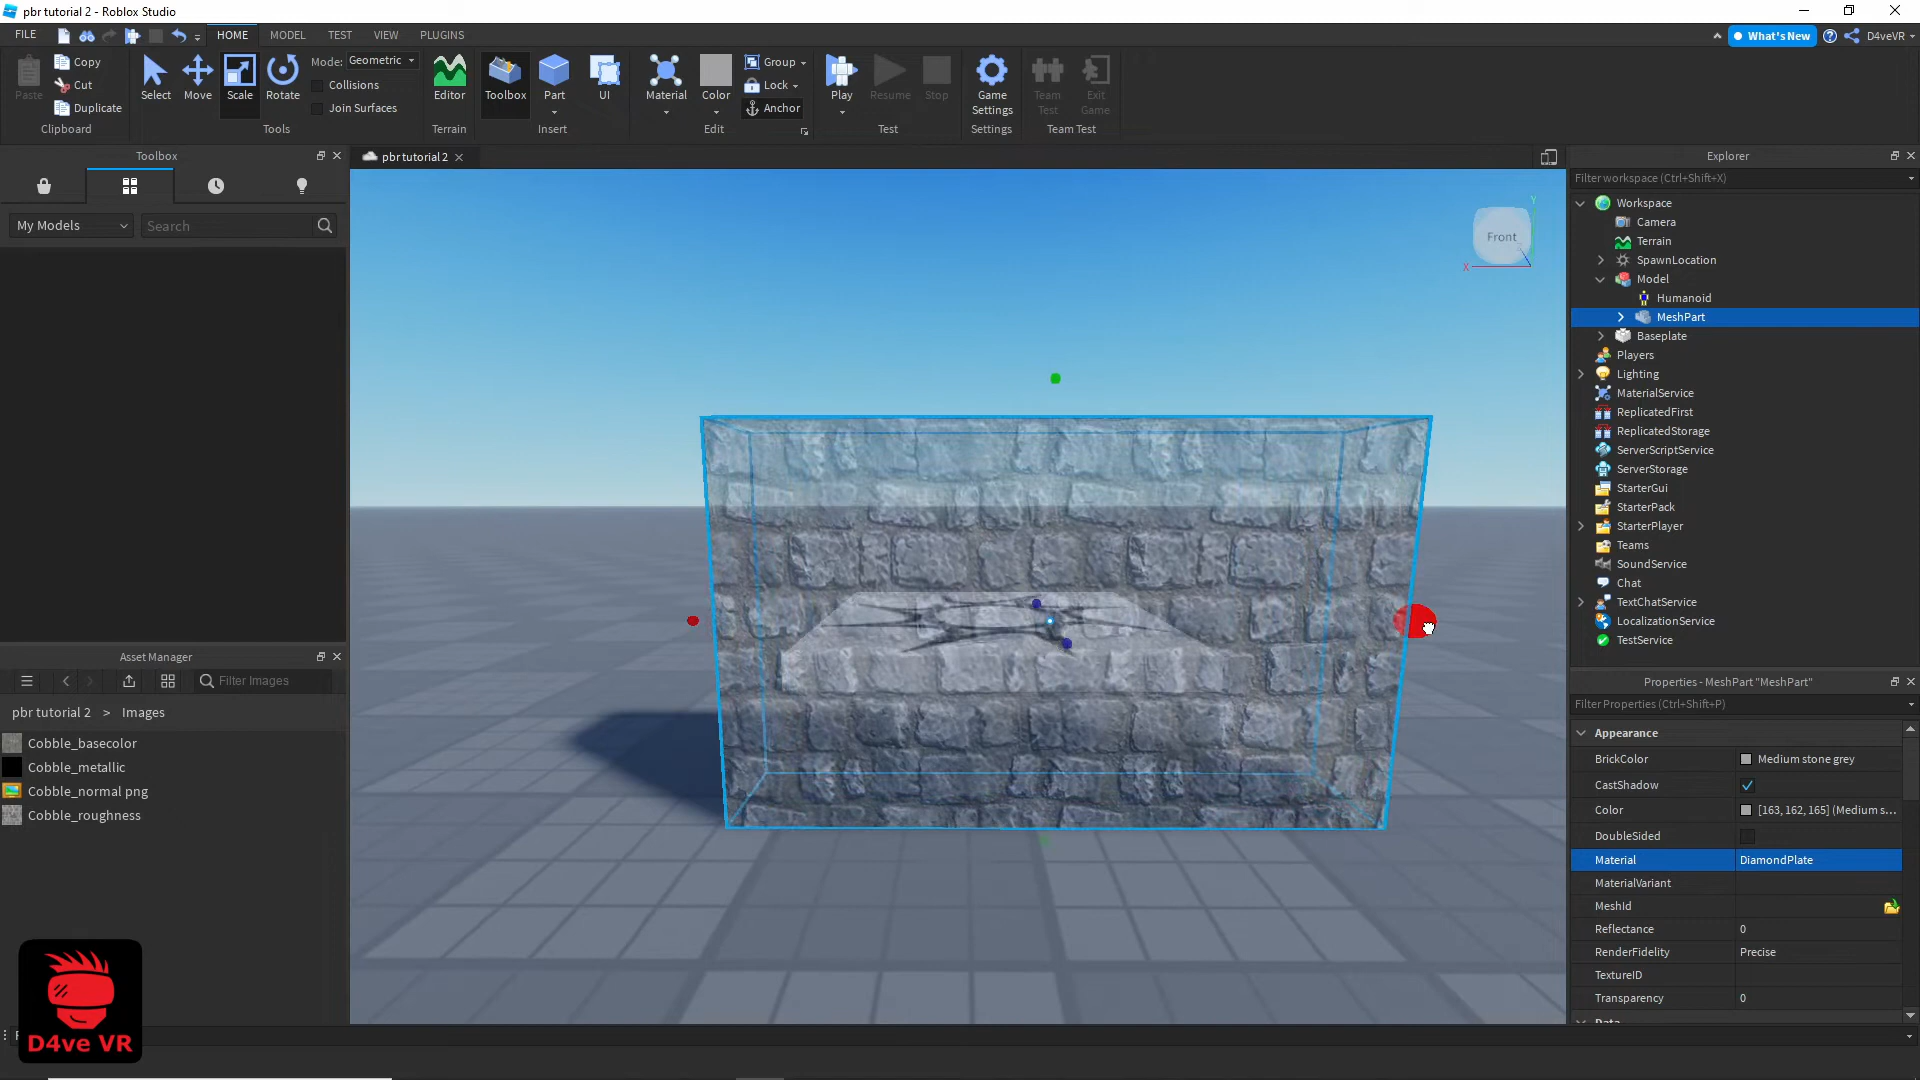 pbr tutorial 2 - Roblox Studio
FILE HOME MODEL TEST VIEW PLUGINS What's New D4veVR
Paste Copy Cut Duplicate Clipboard
Select Move Scale Rotate Mode: Geometric Collisions Join Surfaces Tools
Editor Terrain
Toolbox Part UI Insert
Material Color Group Lock Anchor Edit
Play Resume Stop Test
Game Settings Settings
Team Test Exit Game Team Test
Toolbox
My Models Search
Asset Manager
Filter Images
pbr tutorial 2 > Images
Cobble_basecolor
Cobble_metallic
Cobble_normal png
Cobble_roughness
D4ve VR
pbr tutorial 2
Front
Y
X
Explorer
Filter workspace (Ctrl+Shift+X)
Workspace
Camera
Terrain
SpawnLocation
Model
Humanoid
MeshPart
Baseplate
Players
Lighting
MaterialService
ReplicatedFirst
ReplicatedStorage
ServerScriptService
ServerStorage
StarterGui
StarterPack
StarterPlayer
Teams
SoundService
Chat
TextChatService
LocalizationService
TestService
Properties - MeshPart "MeshPart"
Filter Properties (Ctrl+Shift+P)
Appearance
BrickColor Medium stone grey
CastShadow
Color [163, 162, 165] (Medium s...
DoubleSided
Material DiamondPlate
MaterialVariant
MeshId
Reflectance 0
RenderFidelity Precise
TextureID
Transparency 0